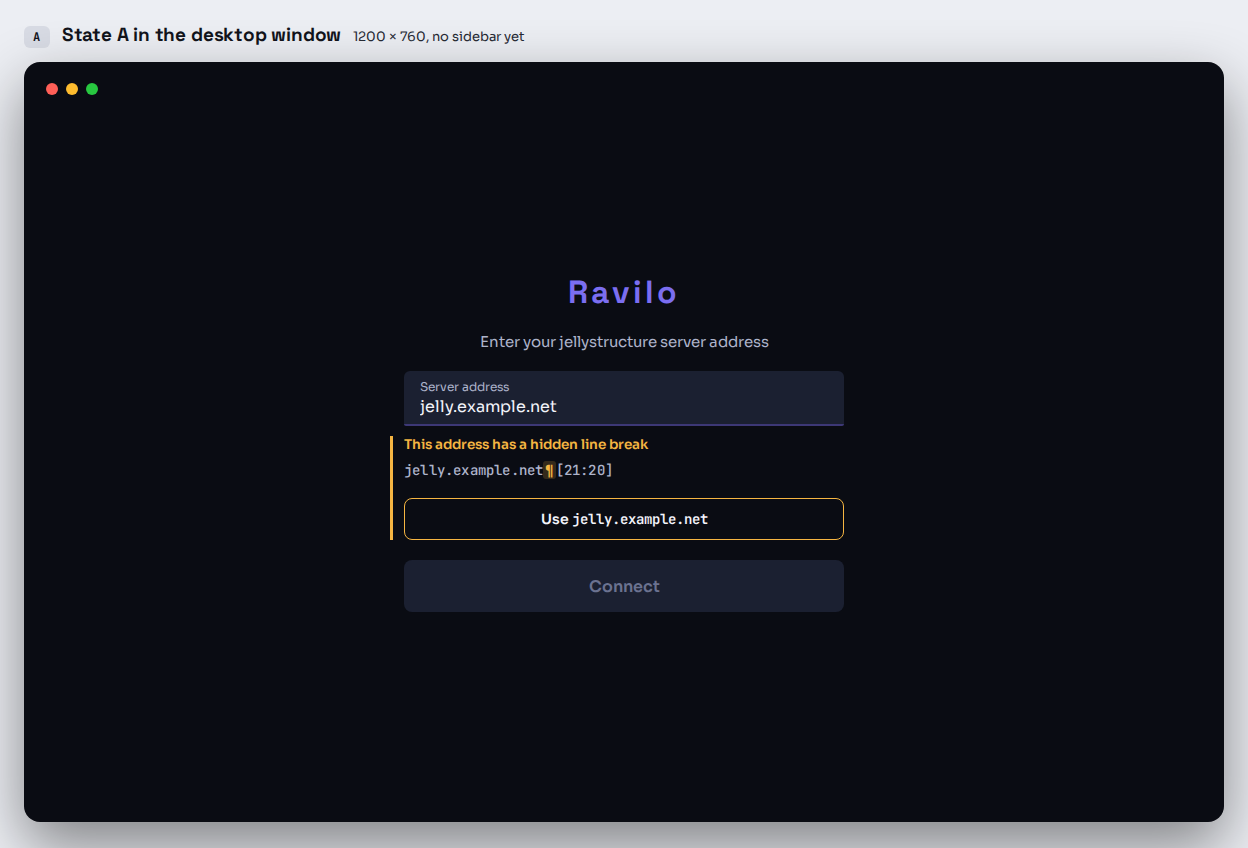 A State A in the desktop window 1200 × 760, no sidebar yet
Ravilo
Enter your jellystructure server address
Server address
jelly.example.net
This address has a hidden line break
jelly.example.net¶[21:20]
Use jelly.example.net
Connect